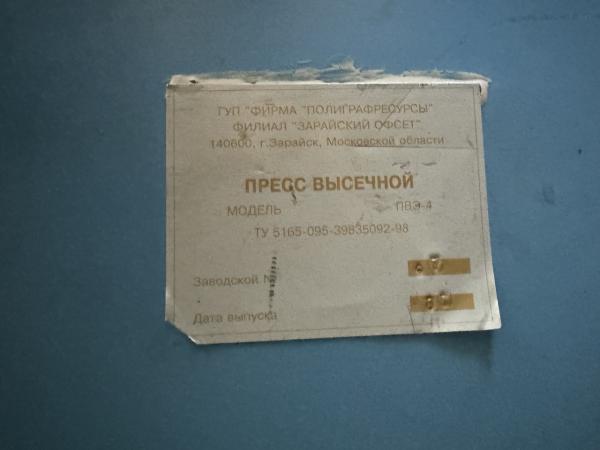 ГУП "ФИРМА "ПОЛИГРАФРЕСУРСЫ"
ФИЛИАЛ "ЗАРАЙСКИЙ ОФСЕТ"
140600, г.Зарайск, Московской области
ПРЕСС ВЫСЕЧНОЙ
МОДЕЛЬ ПВЭ-4
ТУ 5165-095-39835092-98
Заводской №
Дата выпуска